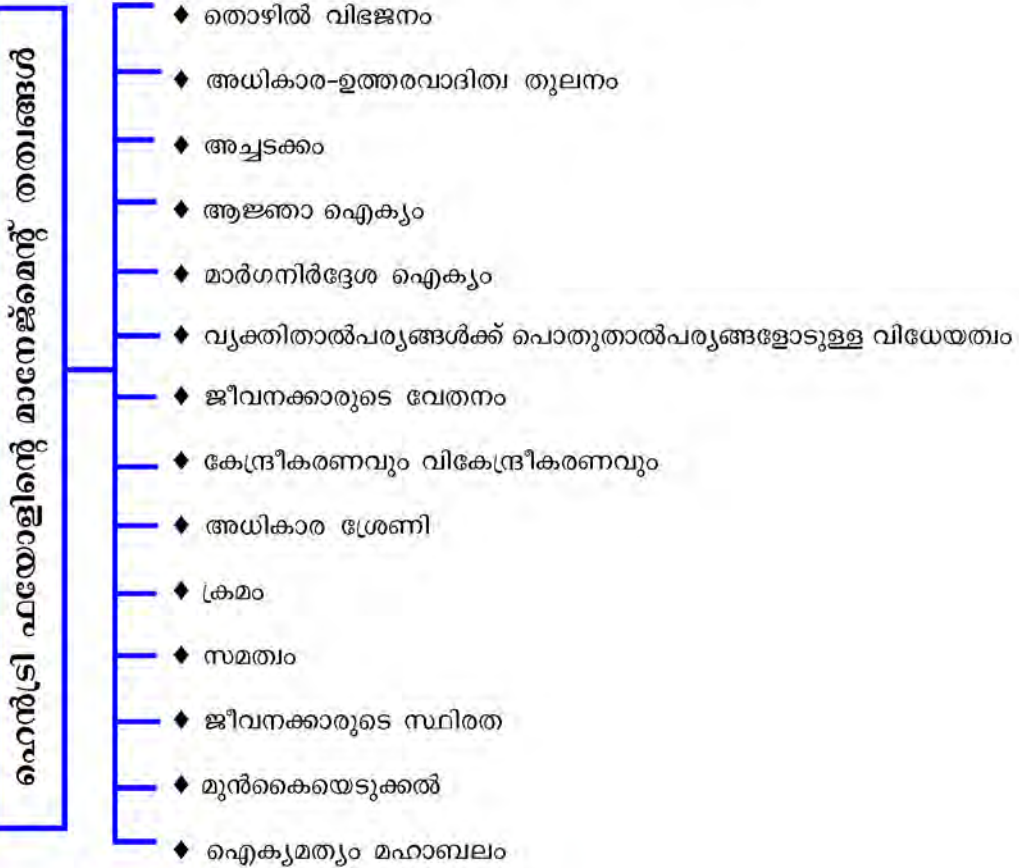 ഹെൻട്രി ഫയോളിന്റെ മാനേജ്മെന്റ് തത്വങ്ങൾ
♦ തൊഴിൽ വിഭജനം
♦ അധികാര-ഉത്തരവാദിത്വ തുലനം
♦ അച്ചടക്കം
♦ ആജ്ഞാ ഐക്യം
♦ മാർഗനിർദ്ദേശ ഐക്യം
♦ വ്യക്തിതാൽപര്യങ്ങൾക്ക് പൊതുതാൽപര്യങ്ങളോടുള്ള വിധേയത്വം
♦ ജീവനക്കാരുടെ വേതനം
♦ കേന്ദ്രീകരണവും വികേന്ദ്രീകരണവും
♦ അധികാര ശ്രേണി
♦ ക്രമം
♦ സമത്വം
♦ ജീവനക്കാരുടെ സ്ഥിരത
♦ മുൻകൈയെടുക്കൽ
♦ ഐക്യമത്യം മഹാബലം